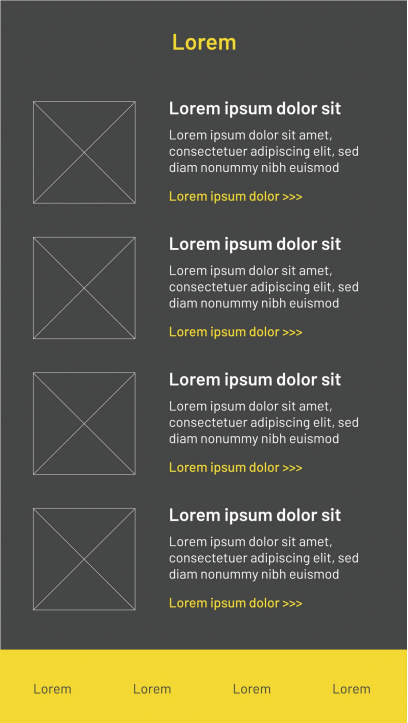 Lorem
Lorem ipsum dolor sit
Lorem ipsum dolor sit amet,
consectetuer adipiscing elit, sed
diam nonummy nibh euismod
Lorem ipsum dolor >>>
Lorem ipsum dolor sit
Lorem ipsum dolor sit amet,
consectetuer adipiscing elit, sed
diam nonummy nibh euismod
Lorem ipsum dolor >>>
Lorem ipsum dolor sit
Lorem ipsum dolor sit amet,
consectetuer adipiscing elit, sed
diam nonummy nibh euismod
Lorem ipsum dolor >>>
Lorem ipsum dolor sit
Lorem ipsum dolor sit amet,
consectetuer adipiscing elit, sed
diam nonummy nibh euismod
Lorem ipsum dolor >>>
Lorem Lorem Lorem Lorem